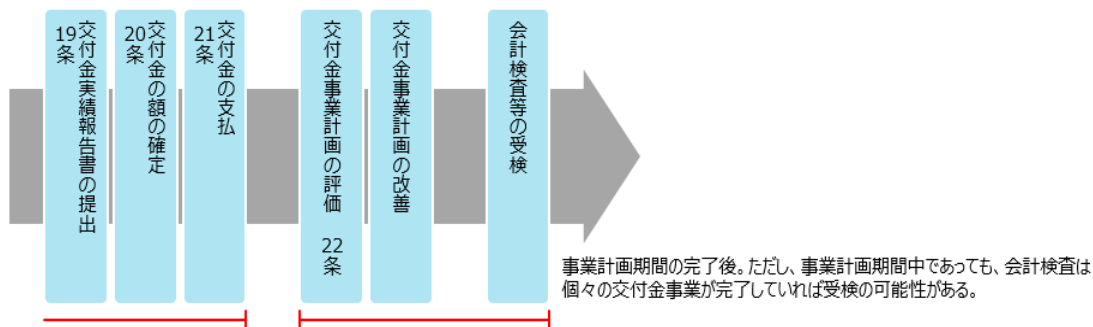 交付金実績報告書の提出
19条
交付金の額の確定
20条
交付金の支払
21条
交付金事業計画の評価 22条
交付金事業計画の改善
会計検査等の受検
事業計画期間の完了後。ただし、事業計画期間中であっても、会計検査は
個々の交付金事業が完了していれば受検の可能性がある。